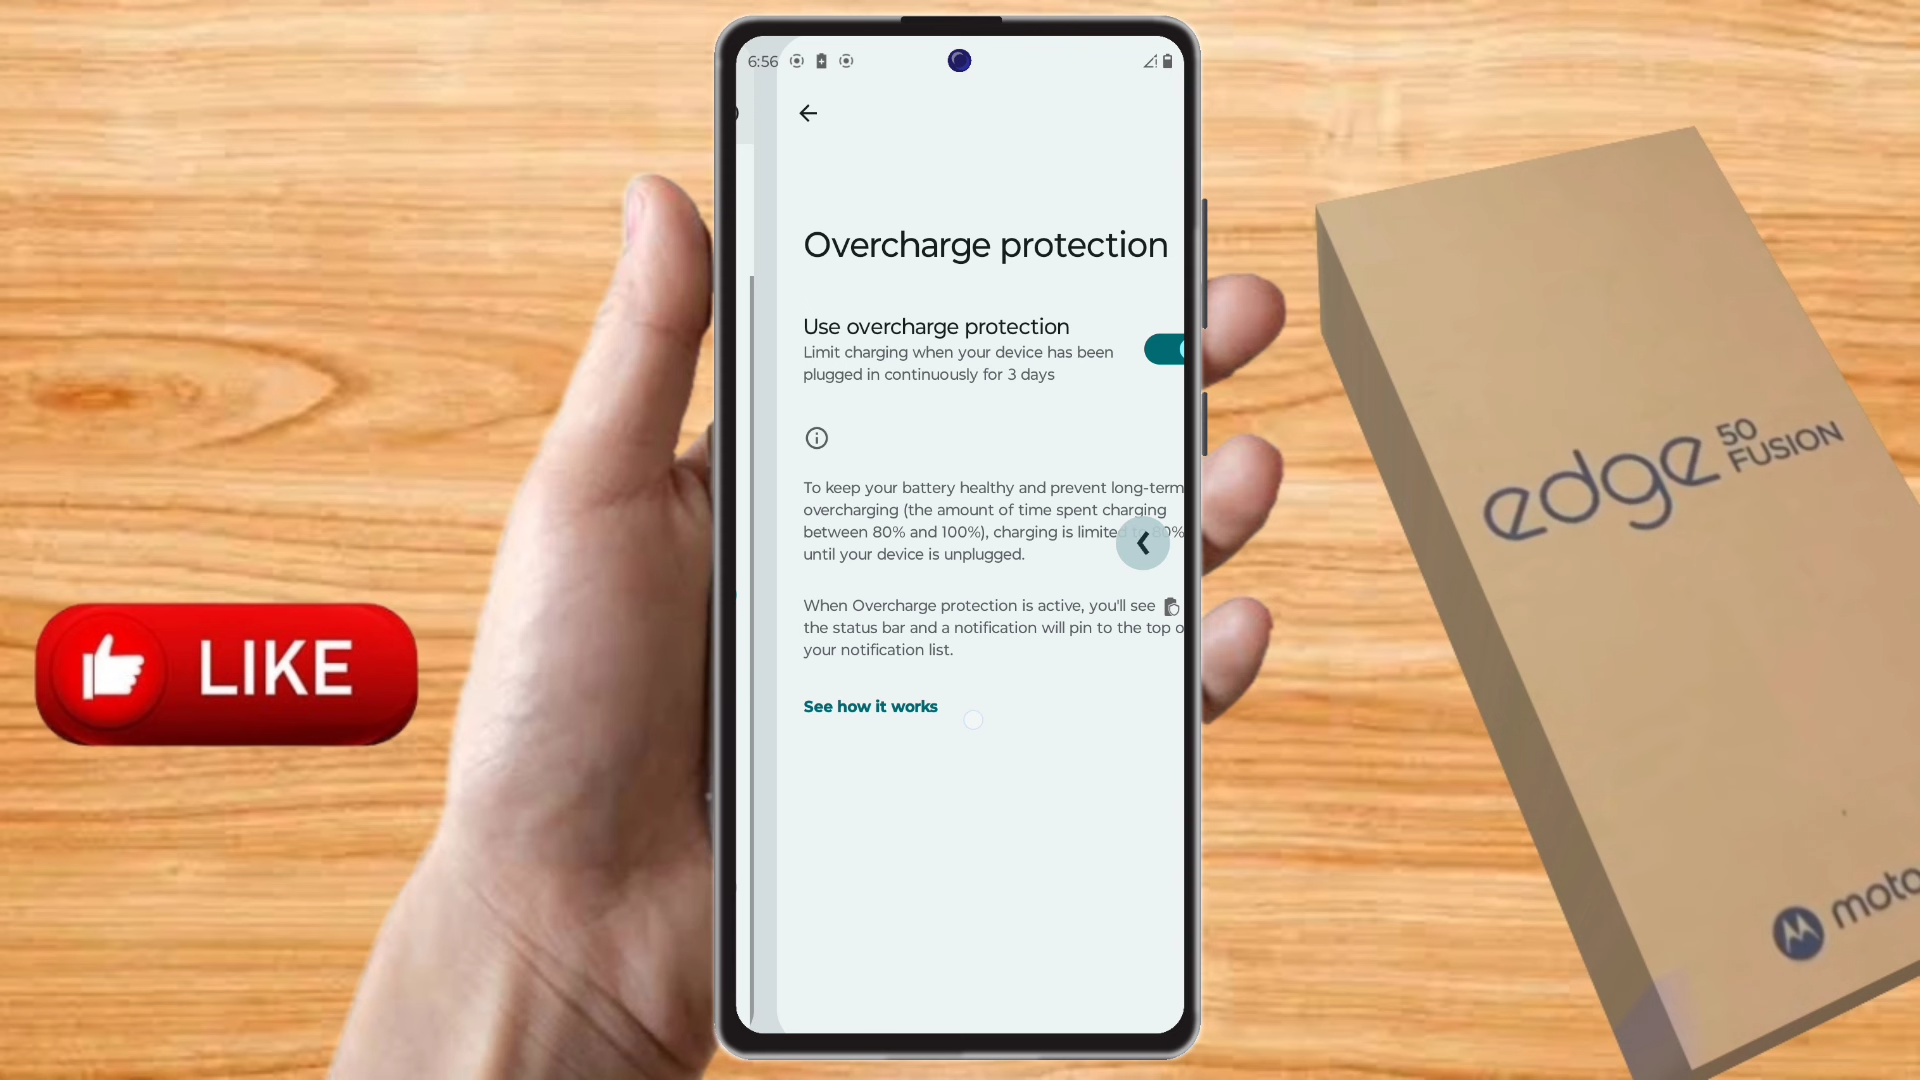 6:56
Overcharge protection
Use overcharge protection
Limit charging when your device has been
plugged in continuously for 3 days
To keep your battery healthy and prevent long-term
overcharging (the amount of time spent charging
between 80% and 100%), charging is limited to 80%
until your device is unplugged.
When Overcharge protection is active, you'll see
the status bar and a notification will pin to the top o
your notification list.
See how it works
LIKE
edge 50
FUSION
moto